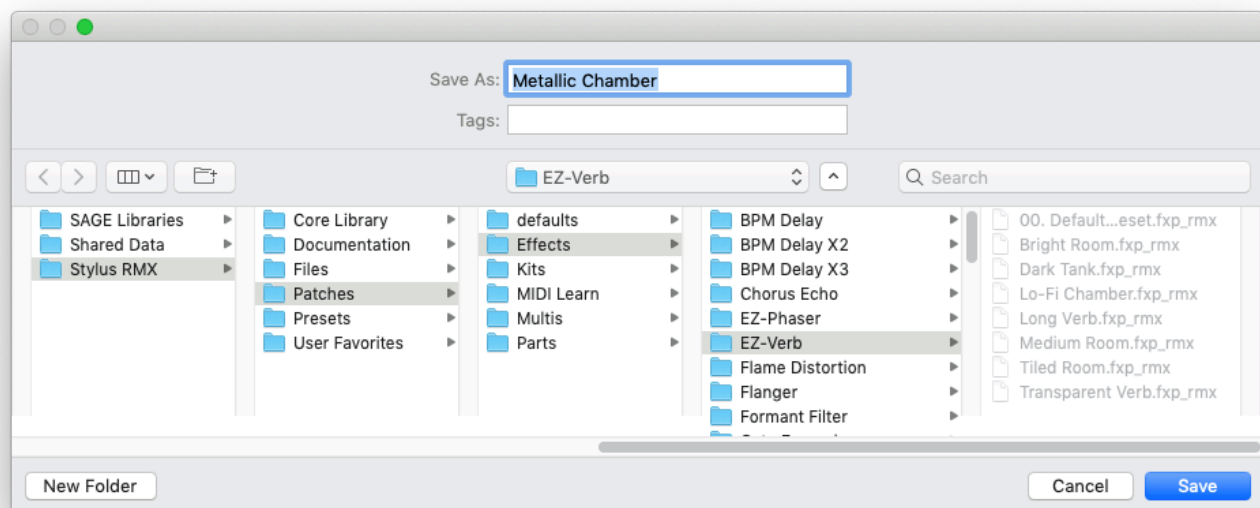 Save As: Metallic Chamber
Tags:
EZ-Verb
Search
SAGE Libraries
Shared Data
Stylus RMX
Core Library
Documentation
Files
Patches
Presets
User Favorites
defaults
Effects
Kits
MIDI Learn
Multis
Parts
BPM Delay
BPM Delay X2
BPM Delay X3
Chorus Echo
EZ-Phaser
EZ-Verb
Flame Distortion
Flanger
Formant Filter
00. Default...eset.fxp_rmx
Bright Room.fxp_rmx
Dark Tank.fxp_rmx
Lo-Fi Chamber.fxp_rmx
Long Verb.fxp_rmx
Medium Room.fxp_rmx
Tiled Room.fxp_rmx
Transparent Verb.fxp_rmx
New Folder
Cancel
Save